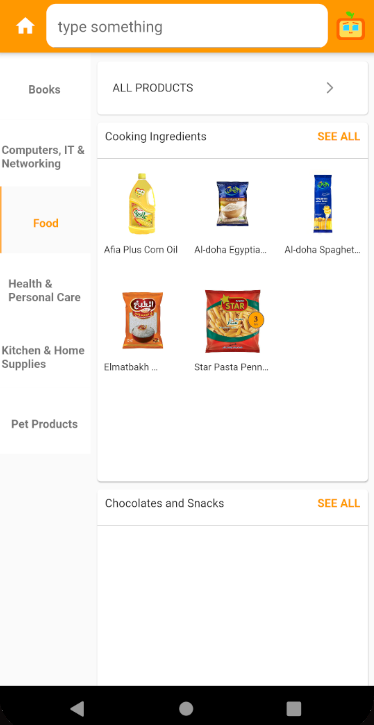 type something
Books
Computers, IT &
Networking
Food
Health &
Personal Care
Kitchen & Home
Supplies
Pet Products
ALL PRODUCTS
Cooking Ingredients
SEE ALL
Afia Plus Corn Oil
Al-doha Egyptia...
Al-doha Spaghet...
Elmatbakh ...
STAR
3
Star Pasta Penn...
Chocolates and Snacks
SEE ALL